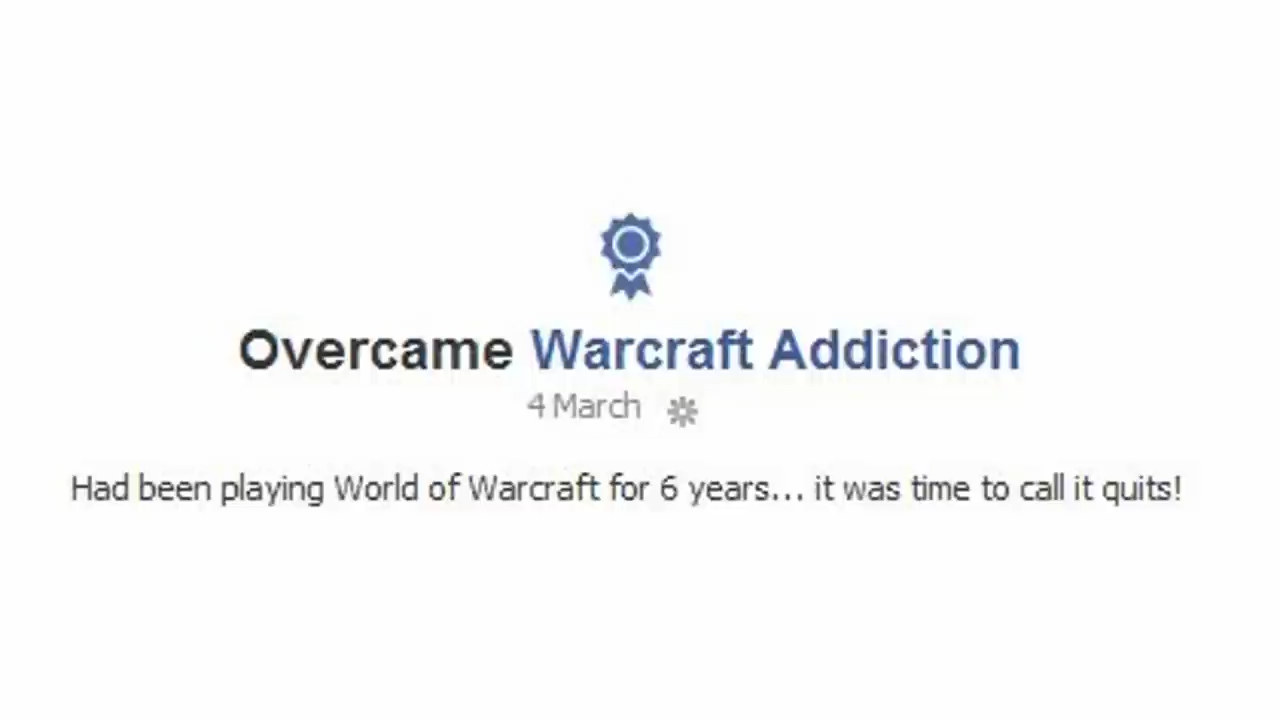 Overcame Warcraft Addiction
4 March
Had been playing World of Warcraft for 6 years... it was time to call it quits!